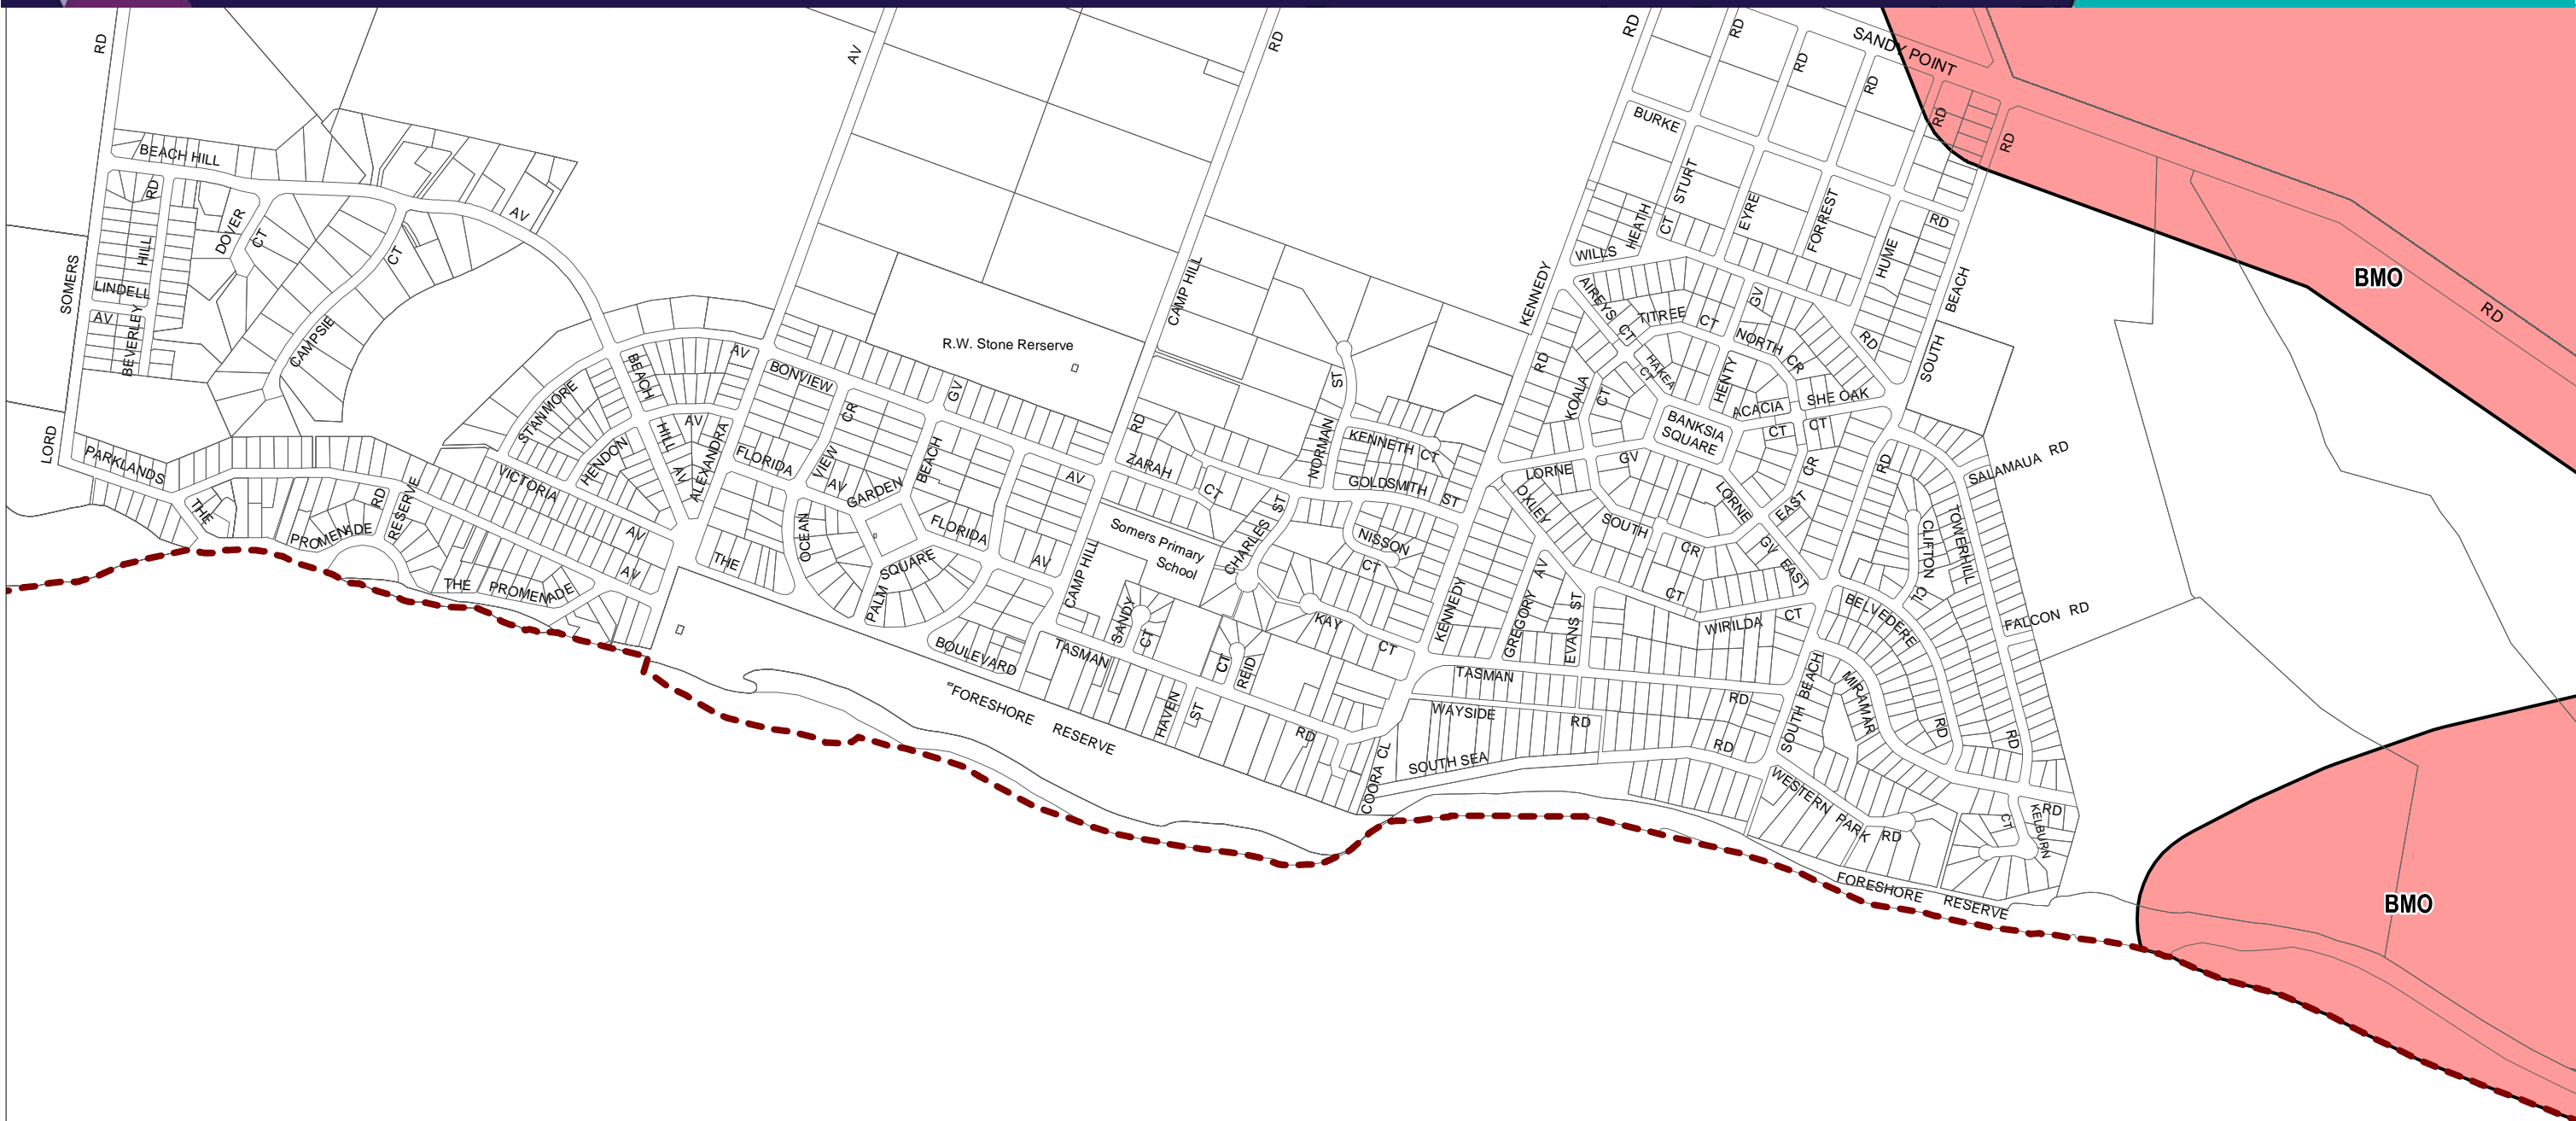 RD
AV
RD
RD
RD
RD
RD
SANDY POINT
RD
RD
BURKE
BEACH HILL
RD
DOVER
CT
HILL
AV
CT
STURT
HEATH
CT
EYRE
FORREST
RD
WILLS
HUME
SOMERS
LINDELL
AV
BEVERLEY
CAMPSIE
CAMP HILL
KENNEDY
AIREYS
CT
TITREE
CT
GV
NORTH
CR
BEACH
SOUTH
RD
BMO
RD
R.W. Stone Rerserve
BEACH
AV
BONVIEW
CR
GV
ST
RD
KOALA
CT
HAKEA
CT
HENTY
ACACIA
SHE OAK
CT
CT
BANKSIA
SQUARE
STANMORE
HENDON
HILL
AV
AV
ALEXANDRA
FLORIDA
VIEW
AV
GARDEN
BEACH
AV
RD
ZARAH
CT
NORMAN
KENNETH CT
GOLDSMITH
ST
LORNE
GV
CR
RD
SALAMAUA RD
LORD
PARKLANDS
THE
PROMENADE
RD
RESERVE
VICTORIA
AV
AV
THE
PROMENADE
THE
OCEAN
PALM
SQUARE
FLORIDA
AV
Somers Primary
School
CHARLES
ST
NISSON
CT
OXLEY
SOUTH
CR
LORNE
EAST
GV
EAST
CLIFTON
CL
TOWERHILL
CAMP HILL
SANDY
CT
KAY
CT
KENNEDY
GREGORY
AV
EVANS ST
CT
WIRILDA
CT
BELVEDERE
FALCON RD
BOULEVARD
TASMAN
CT
REID
HAVEN
ST
RD
TASMAN
RD
WAYSIDE
RD
SOUTH SEA
RD
SOUTH BEACH
MIRAMAR
RD
RD
"FORESHORE
RESERVE
COORA CL
WESTERN
PARK
RD
RD
CT
KELBURN
FORESHORE
RESERVE
BMO